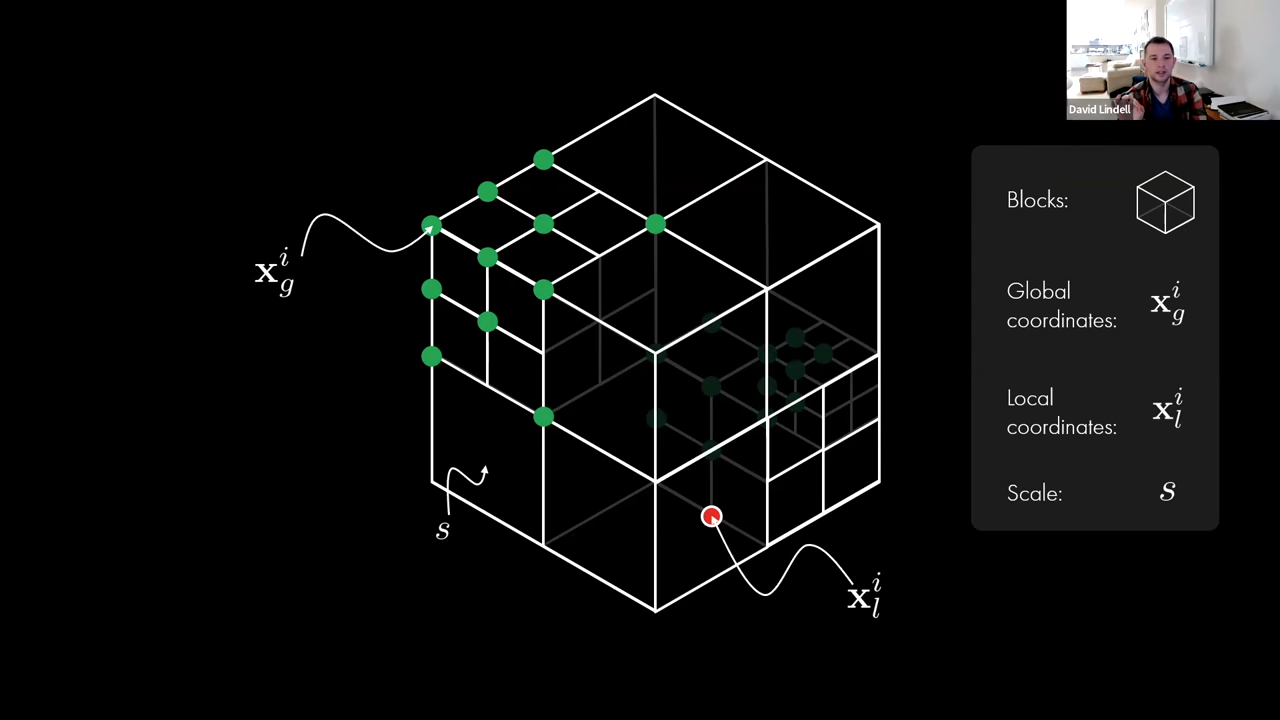 David Lindell
Blocks:
Global
coordinates: 𝐱_g^i
Local
coordinates: 𝐱_l^i
Scale: s
𝐱_g^i
s
𝐱_l^i